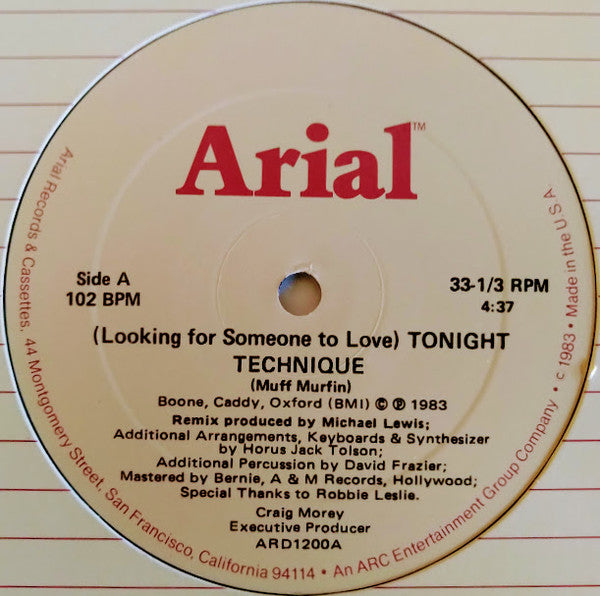 Arial™
Side A
102 BPM
33-1/3 RPM
4:37
(Looking for Someone to Love) TONIGHT
TECHNIQUE
(Muff Murfin)
Boone, Caddy, Oxford (BMI) © ℗ 1983
Remix produced by Michael Lewis;
Additional Arrangements, Keyboards & Synthesizer
by Horus Jack Tolson;
Additional Percussion by David Frazier;
Mastered by Bernie, A & M Records, Hollywood;
Special Thanks to Robbie Leslie.
Craig Morey
Executive Producer
ARD1200A
Arial Records & Cassettes. 44 Montgomery Street, San Francisco, California 94114 • An ARC Entertainment Group Company • c 1983 • Made in the U S A